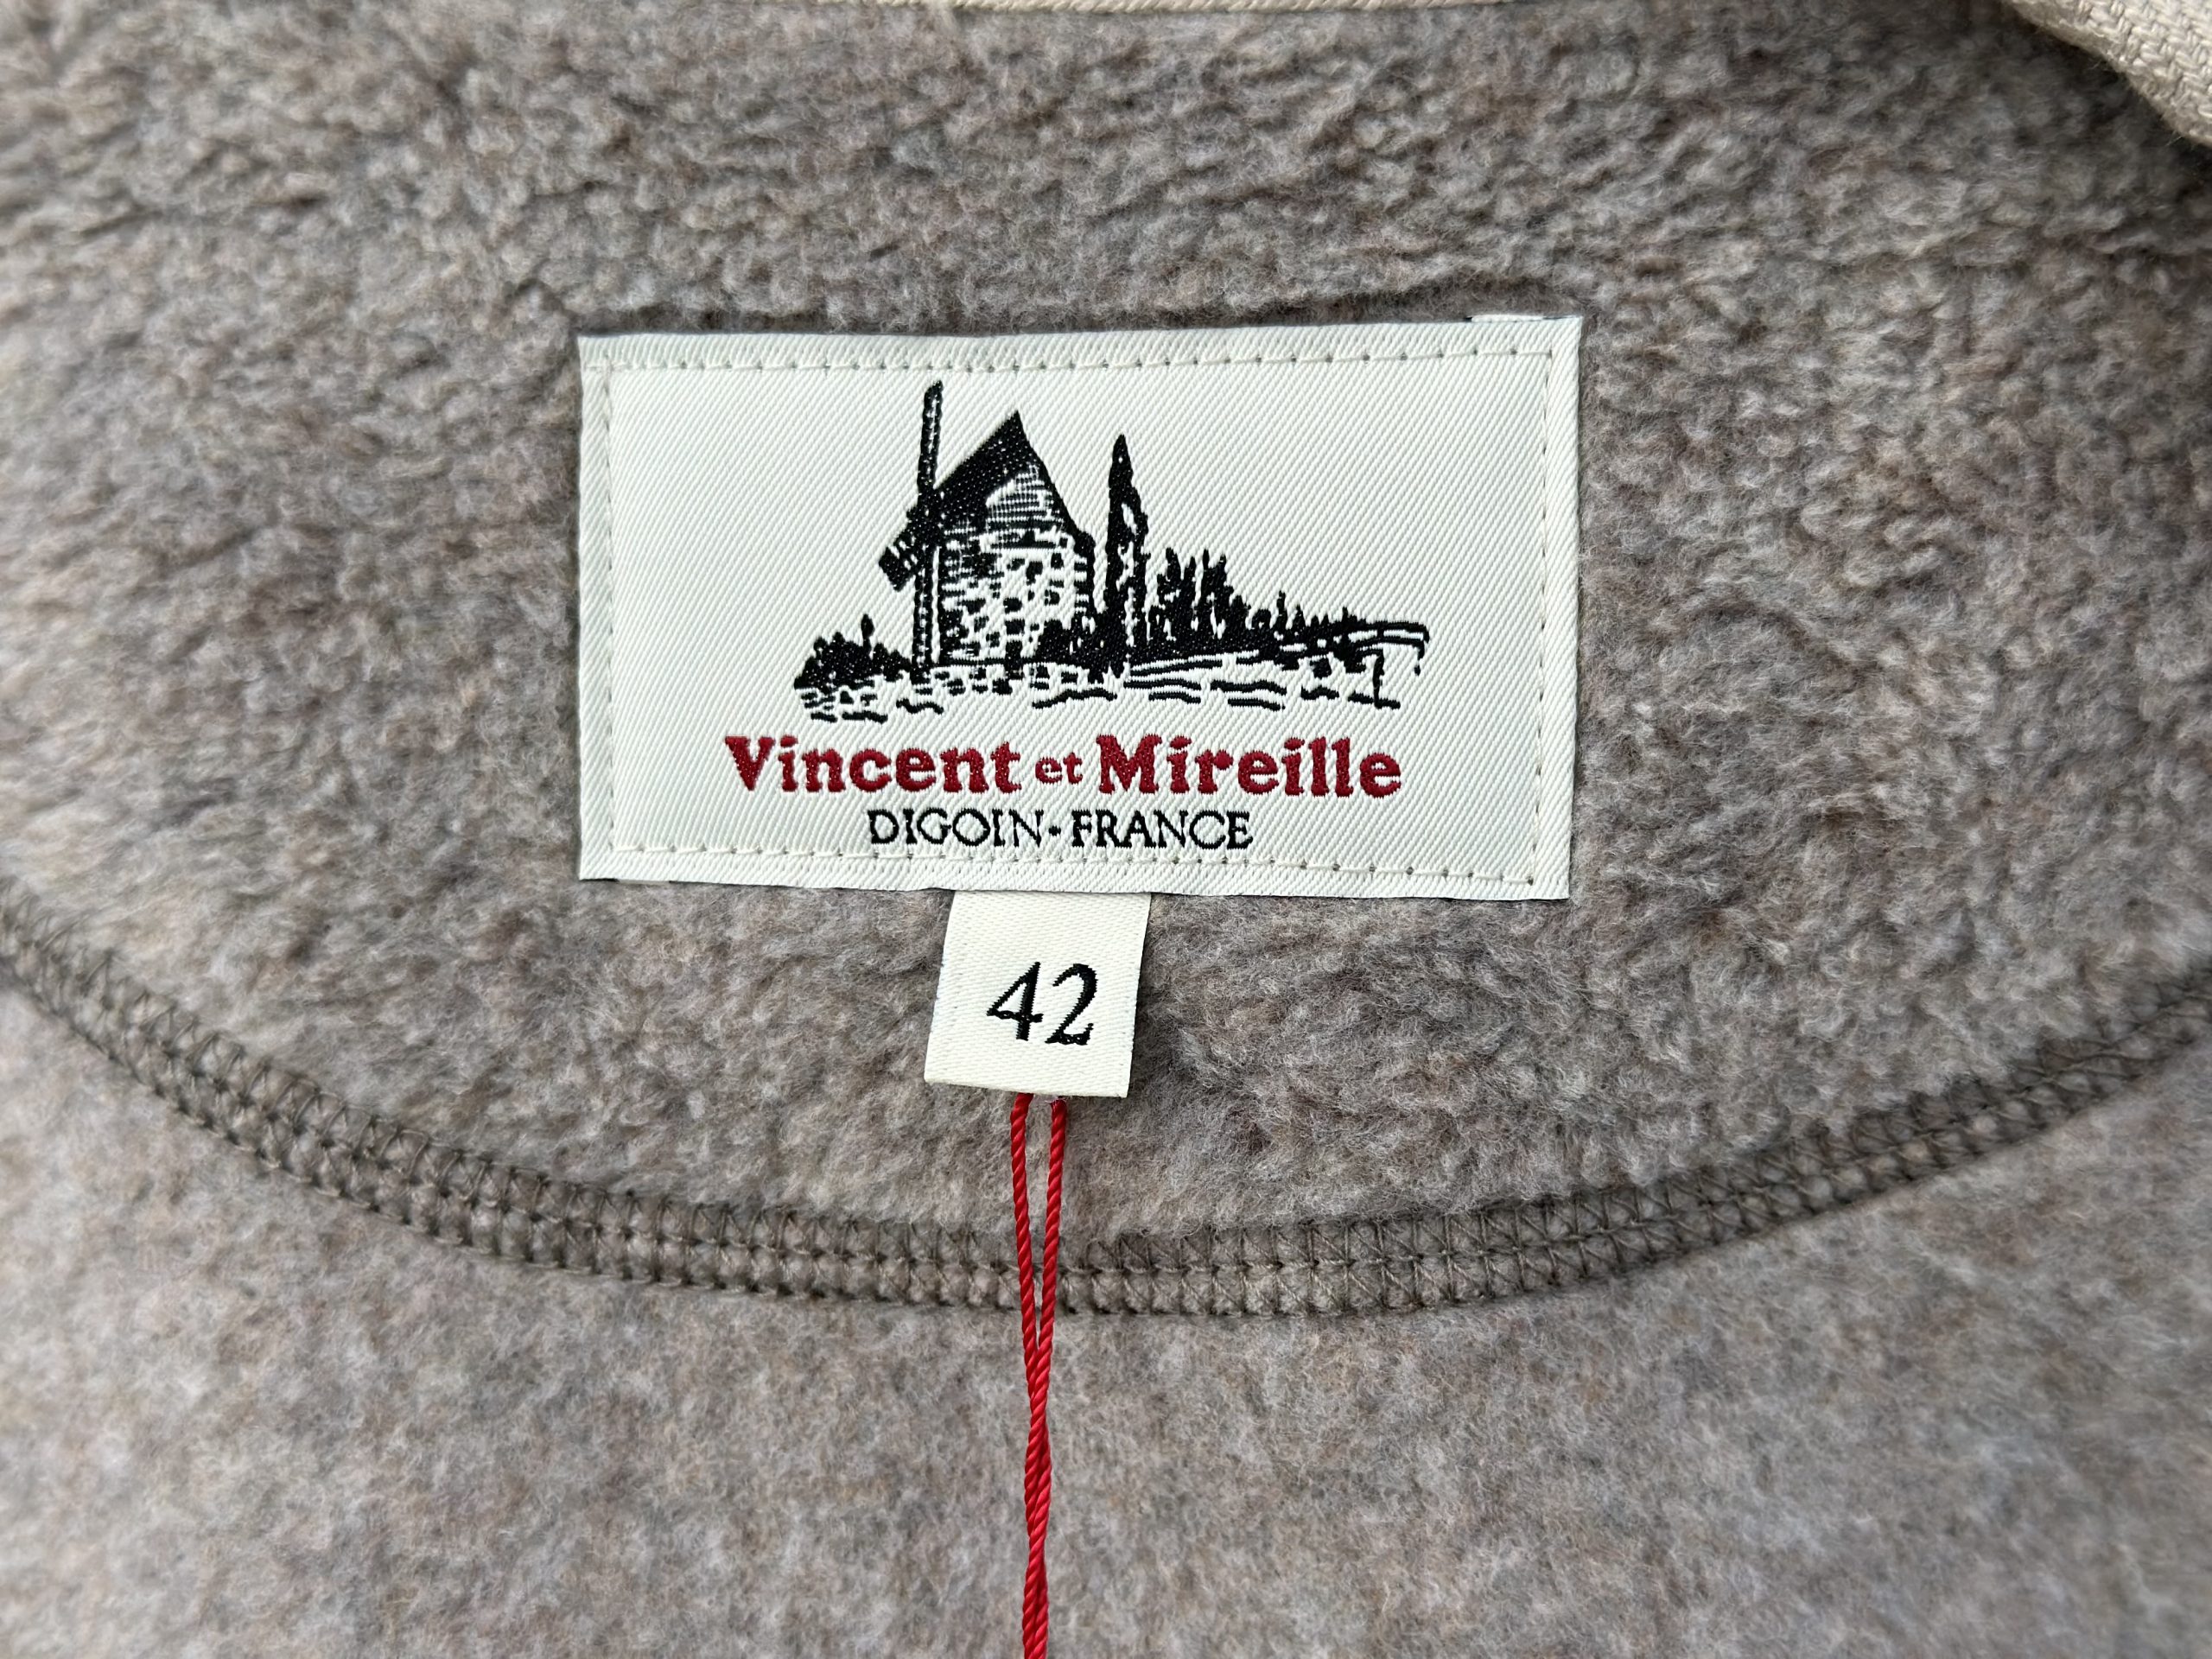 Vincent et Mireille
DIGOIN·FRANCE
42